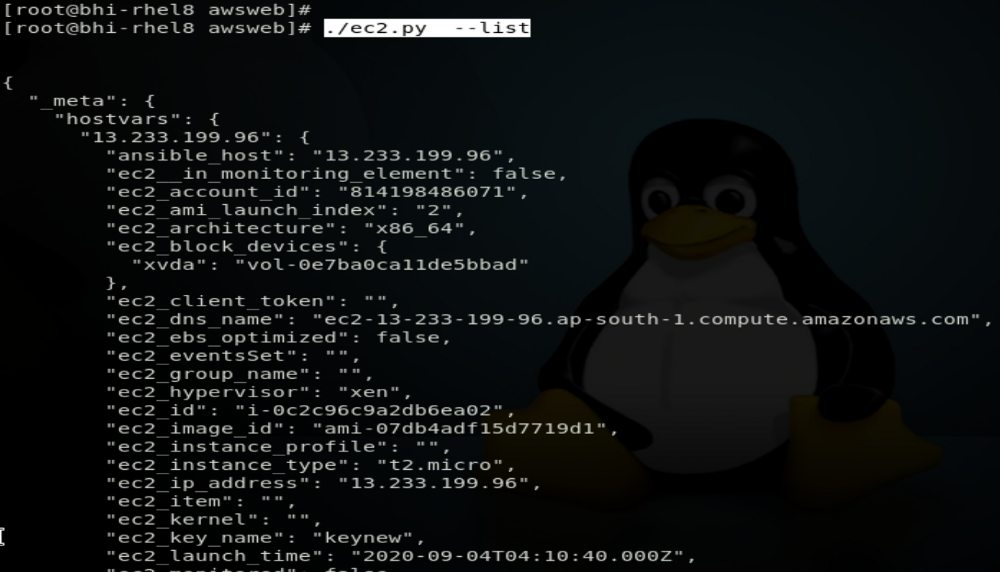 [root@bhi-rhel8 awsweb]#
[root@bhi-rhel8 awsweb]# ./ec2.py  --list
{
  "_meta": {
    "hostvars": {
      "13.233.199.96": {
        "ansible_host": "13.233.199.96",
        "ec2__in_monitoring_element": false,
        "ec2_account_id": "814198486071",
        "ec2_ami_launch_index": "2",
        "ec2_architecture": "x86_64",
        "ec2_block_devices": {
          "xvda": "vol-0e7ba0ca11de5bbad"
        },
        "ec2_client_token": "",
        "ec2_dns_name": "ec2-13-233-199-96.ap-south-1.compute.amazonaws.com",
        "ec2_ebs_optimized": false,
        "ec2_eventsSet": "",
        "ec2_group_name": "",
        "ec2_hypervisor": "xen",
        "ec2_id": "i-0c2c96c9a2db6ea02",
        "ec2_image_id": "ami-07db4adf15d7719d1",
        "ec2_instance_profile": "",
        "ec2_instance_type": "t2.micro",
        "ec2_ip_address": "13.233.199.96",
        "ec2_item": "",
        "ec2_kernel": "",
        "ec2_key_name": "keynew",
        "ec2_launch_time": "2020-09-04T04:10:40.000Z",